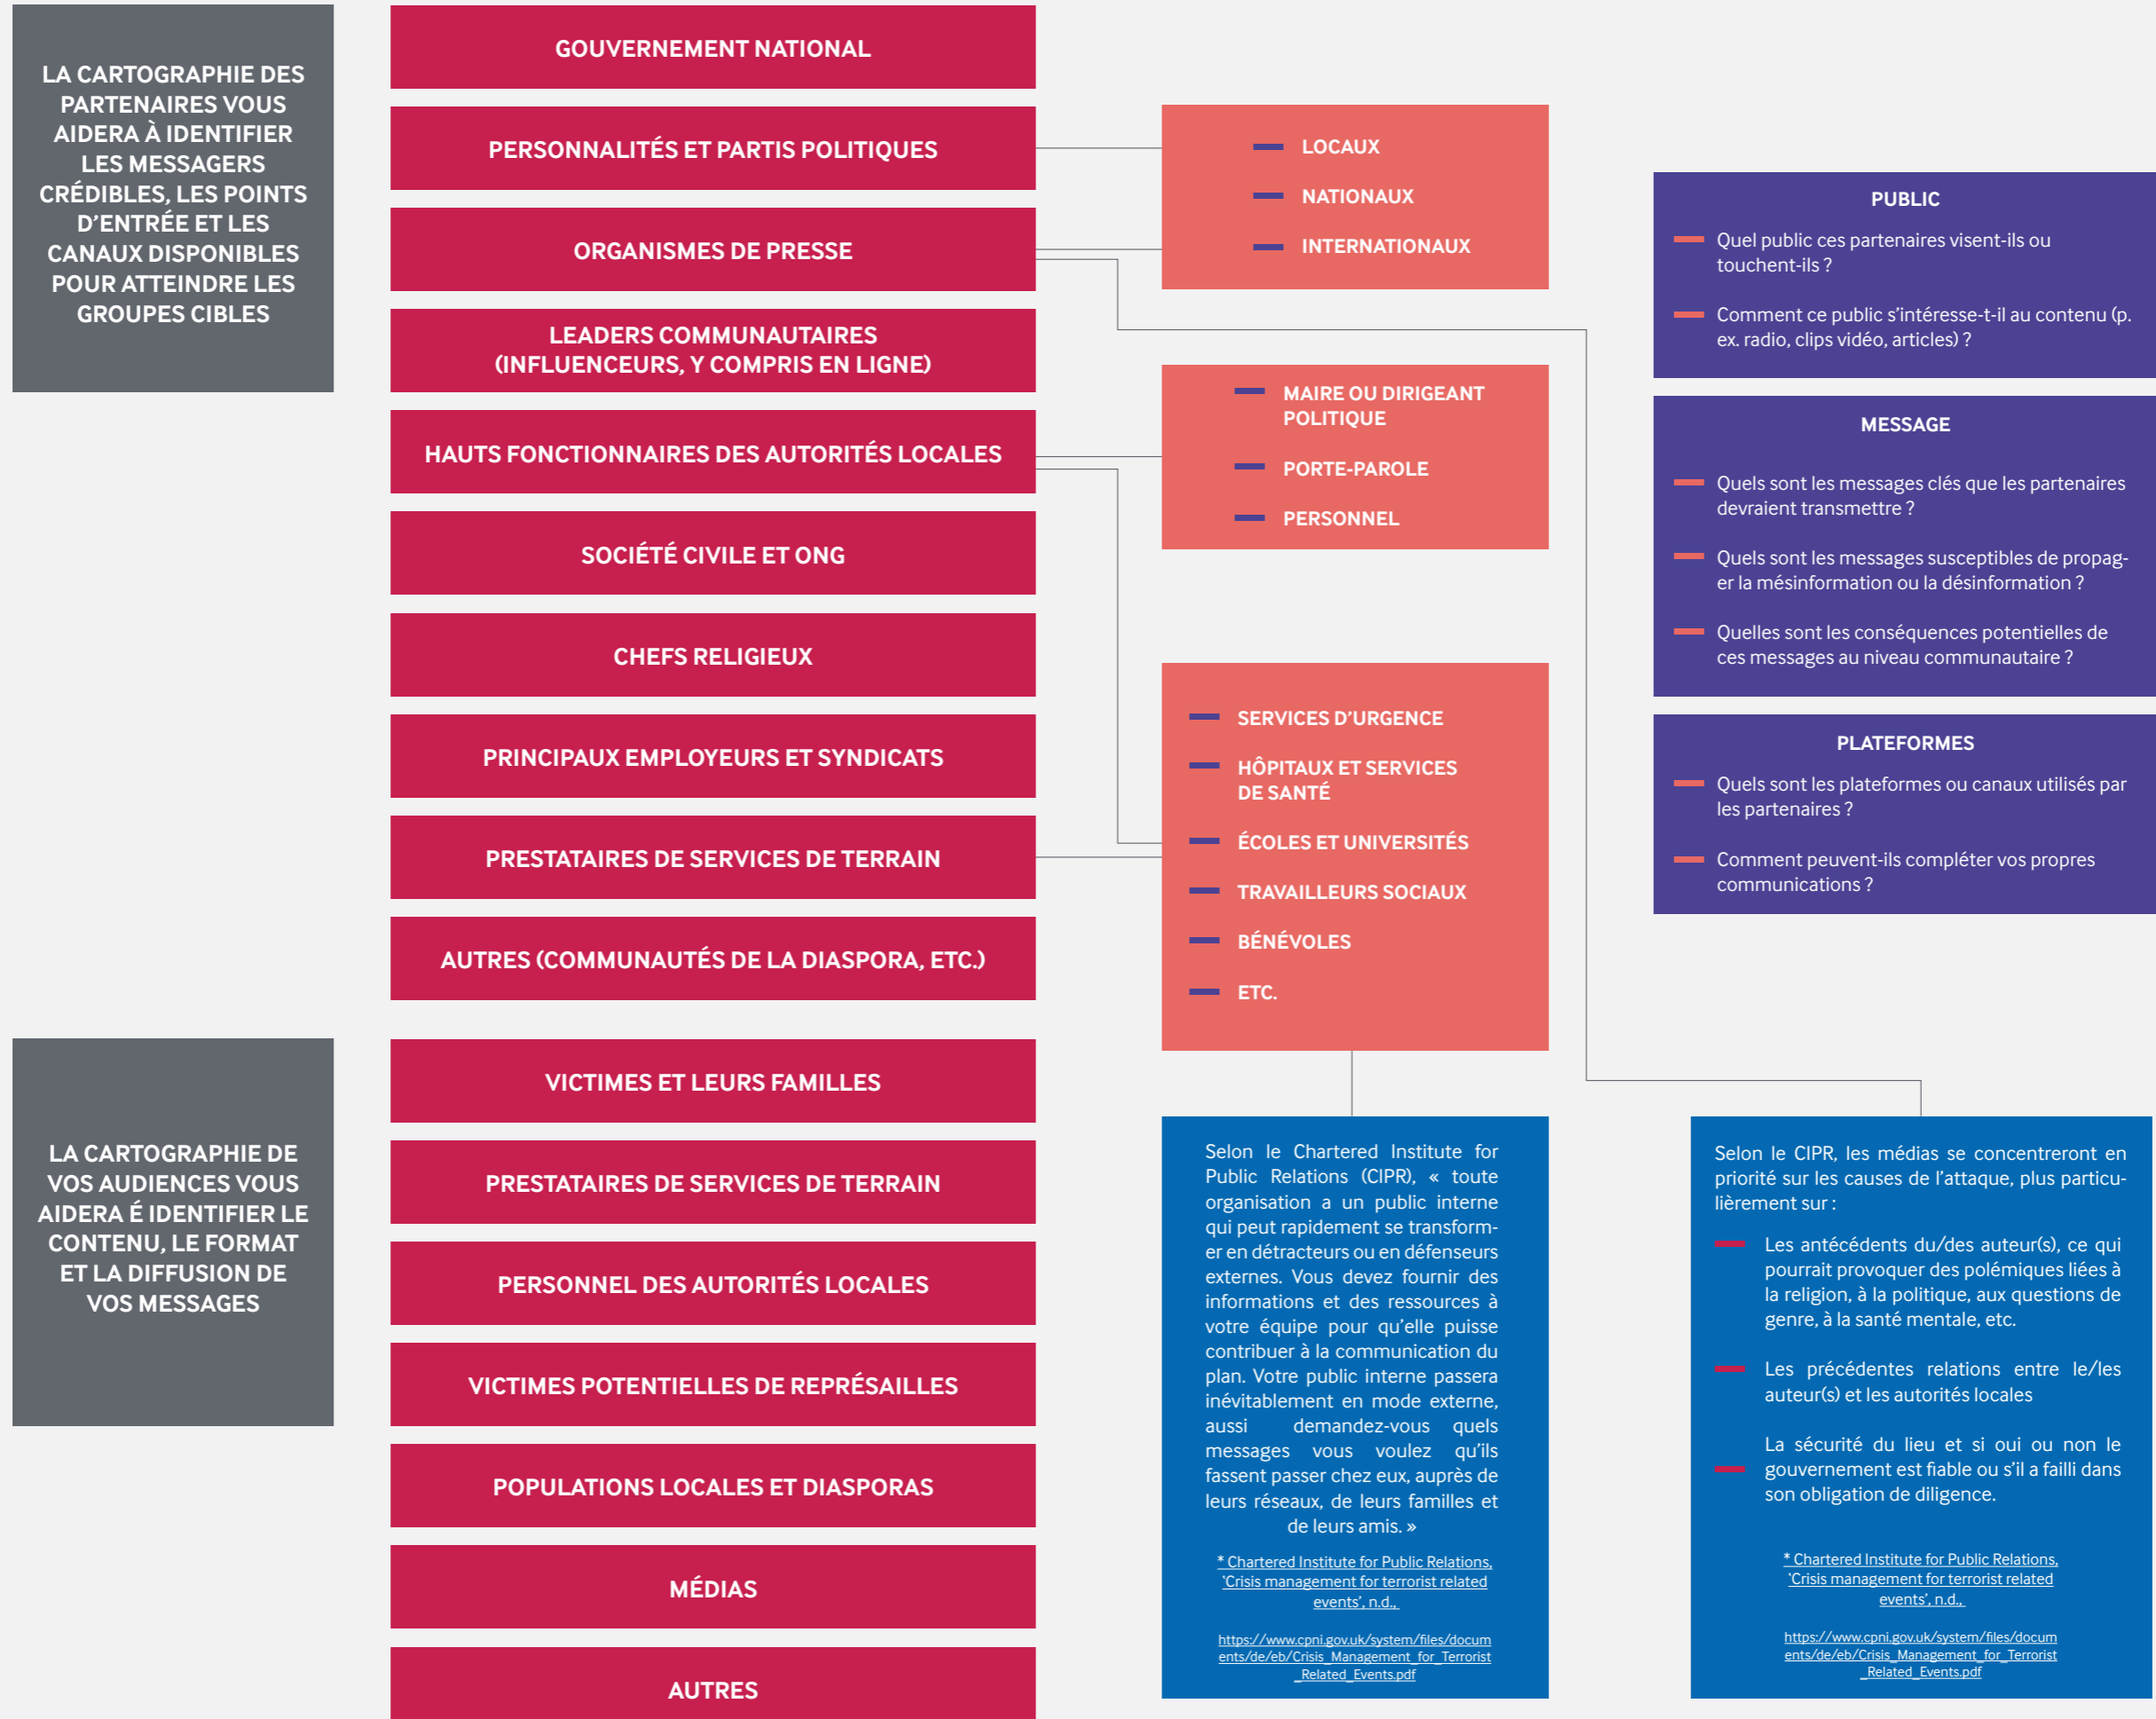 LA CARTOGRAPHIE DES
PARTENAIRES VOUS
AIDERA À IDENTIFIER
LES MESSAGERS
CRÉDIBLES, LES POINTS
D'ENTRÉE ET LES
CANAUX DISPONIBLES
POUR ATTEINDRE LES
GROUPES CIBLES
GOUVERNEMENT NATIONAL
PERSONNALITÉS ET PARTIS POLITIQUES
ORGANISMES DE PRESSE
LEADERS COMMUNAUTAIRES
(INFLUENCEURS, Y COMPRIS EN LIGNE)
HAUTS FONCTIONNAIRES DES AUTORITÉS LOCALES
SOCIÉTÉ CIVILE ET ONG
CHEFS RELIGIEUX
PRINCIPAUX EMPLOYEURS ET SYNDICATS
PRESTATAIRES DE SERVICES DE TERRAIN
AUTRES (COMMUNAUTÉS DE LA DIASPORA, ETC.)
LOCAUX
NATIONAUX
INTERNATIONAUX
MAIRE OU DIRIGEANT
POLITIQUE
PORTE-PAROLE
PERSONNEL
SERVICES D'URGENCE
HÔPITAUX ET SERVICES
DE SANTÉ
ÉCOLES ET UNIVERSITÉS
TRAVAILLEURS SOCIAUX
BÉNÉVOLES
ETC.
PUBLIC
Quel public ces partenaires visent-ils ou
touchent-ils ?
Comment ce public s'intéresse-t-il au contenu (p.
ex. radio, clips vidéo, articles) ?
MESSAGE
Quels sont les messages clés que les partenaires
devraient transmettre ?
Quels sont les messages susceptibles de propag-
er la mésinformation ou la désinformation ?
Quelles sont les conséquences potentielles de
ces messages au niveau communautaire ?
PLATEFORMES
Quels sont les plateformes ou canaux utilisés par
les partenaires ?
Comment peuvent-ils compléter vos propres
communications ?
LA CARTOGRAPHIE DE
VOS AUDIENCES VOUS
AIDERA É IDENTIFIER LE
CONTENU, LE FORMAT
ET LA DIFFUSION DE
VOS MESSAGES
VICTIMES ET LEURS FAMILLES
PRESTATAIRES DE SERVICES DE TERRAIN
PERSONNEL DES AUTORITÉS LOCALES
VICTIMES POTENTIELLES DE REPRÉSAILLES
POPULATIONS LOCALES ET DIASPORAS
MÉDIAS
AUTRES
Selon le Chartered Institute for
Public Relations (CIPR), « toute
organisation a un public interne
qui peut rapidement se transform-
er en détracteurs ou en défenseurs
externes. Vous devez fournir des
informations et des ressources à
votre équipe pour qu'elle puisse
contribuer à la communication du
plan. Votre public interne passera
inévitablement en mode externe,
aussi demandez-vous quels
messages vous voulez qu'ils
fassent passer chez eux, auprès de
leurs réseaux, de leurs familles et
de leurs amis. »
* Chartered Institute for Public Relations,
'Crisis management for terrorist related
events', n.d.,
https://www.cpni.gov.uk/system/files/docum
ents/de/eb/Crisis_Management_for_Terrorist
_Related_Events.pdf
Selon le CIPR, les médias se concentreront en
priorité sur les causes de l'attaque, plus particu-
lièrement sur :
Les antécédents du/des auteur(s), ce qui
pourrait provoquer des polémiques liées à
la religion, à la politique, aux questions de
genre, à la santé mentale, etc.
Les précédentes relations entre le/les
auteur(s) et les autorités locales
La sécurité du lieu et si oui ou non le
gouvernement est fiable ou s'il a failli dans
son obligation de diligence.
* Chartered Institute for Public Relations,
'Crisis management for terrorist related
events', n.d.,
https://www.cpni.gov.uk/system/files/docum
ents/de/eb/Crisis_Management_for_Terrorist
_Related_Events.pdf